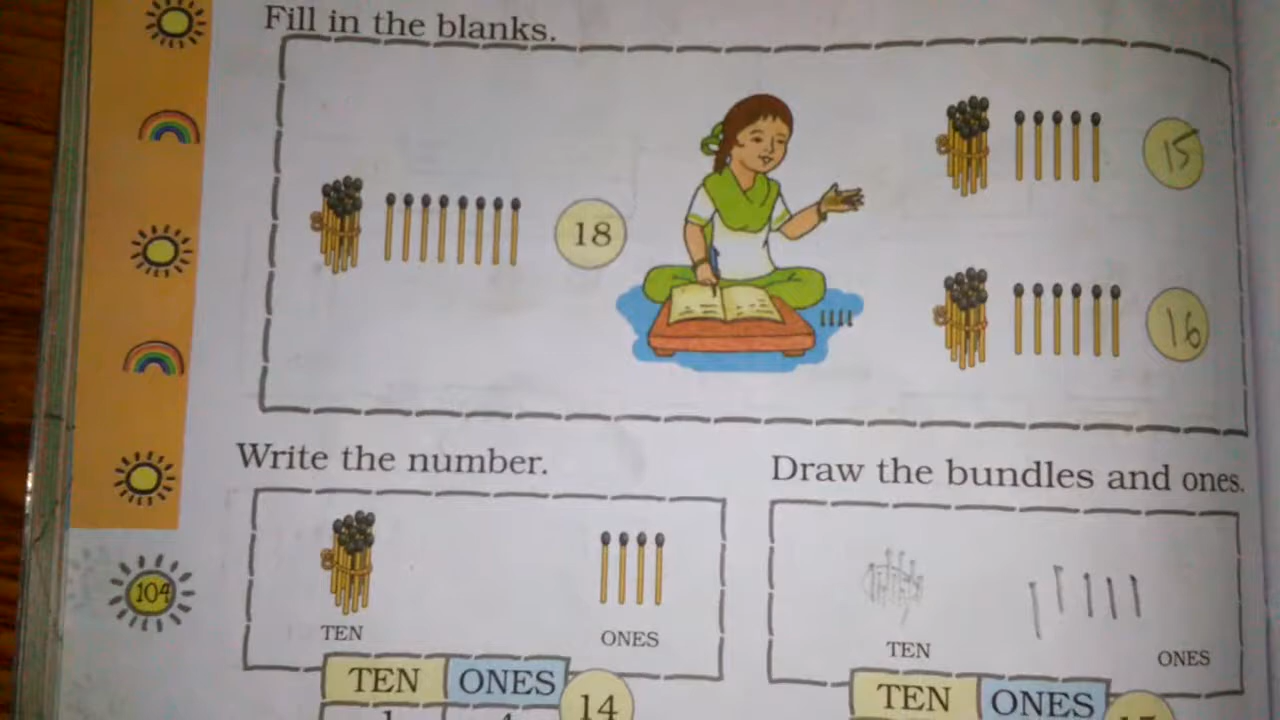 Fill in the blanks.
18
15
16
Write the number.
Draw the bundles and ones.
TEN
ONES
TEN ONES
14
TEN
ONES
TEN ONES
104